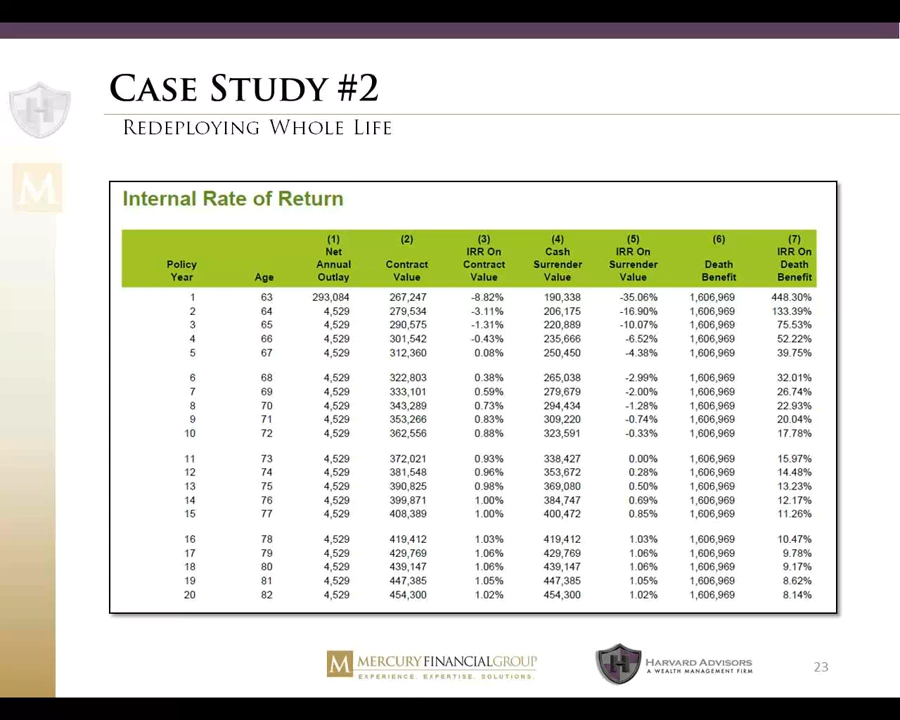 CASE STUDY #2
REDEPLOYING WHOLE LIFE
H
M
Internal Rate of Return
(1) (2) (3) (4) (5) (6) (7)
Net IRR On Cash IRR On IRR On
Policy Annual Contract Contract Surrender Surrender Death Death
Year Age Outlay Value Value Value Value Benefit Benefit
1 63 293,084 267,247 -8.82% 190,338 -35.06% 1,606,969 448.30%
2 64 4,529 279,534 -3.11% 206,175 -16.90% 1,606,969 133.39%
3 65 4,529 290,575 -1.31% 220,889 -10.07% 1,606,969 75.53%
4 66 4,529 301,542 -0.43% 235,666 -6.52% 1,606,969 52.22%
5 67 4,529 312,360 0.08% 250,450 -4.38% 1,606,969 39.75%
6 68 4,529 322,803 0.38% 265,038 -2.99% 1,606,969 32.01%
7 69 4,529 333,101 0.59% 279,679 -2.00% 1,606,969 26.74%
8 70 4,529 343,289 0.73% 294,434 -1.28% 1,606,969 22.93%
9 71 4,529 353,266 0.83% 309,220 -0.74% 1,606,969 20.04%
10 72 4,529 362,556 0.88% 323,591 -0.33% 1,606,969 17.78%
11 73 4,529 372,021 0.93% 338,427 0.00% 1,606,969 15.97%
12 74 4,529 381,548 0.96% 353,672 0.28% 1,606,969 14.48%
13 75 4,529 390,825 0.98% 369,080 0.50% 1,606,969 13.23%
14 76 4,529 399,871 1.00% 384,747 0.69% 1,606,969 12.17%
15 77 4,529 408,389 1.00% 400,472 0.85% 1,606,969 11.26%
16 78 4,529 419,412 1.03% 419,412 1.03% 1,606,969 10.47%
17 79 4,529 429,769 1.06% 429,769 1.06% 1,606,969 9.78%
18 80 4,529 439,147 1.06% 439,147 1.06% 1,606,969 9.17%
19 81 4,529 447,385 1.05% 447,385 1.05% 1,606,969 8.62%
20 82 4,529 454,300 1.02% 454,300 1.02% 1,606,969 8.14%
M MERCURY FINANCIAL GROUP
EXPERIENCE. EXPERTISE. SOLUTIONS.
H HARVARD ADVISORS
A WEALTH MANAGEMENT FIRM
23